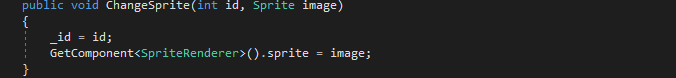 public void ChangeSprite(int id, Sprite image)
{
_id = id;
GetComponent<SpriteRenderer>().sprite = image;
}